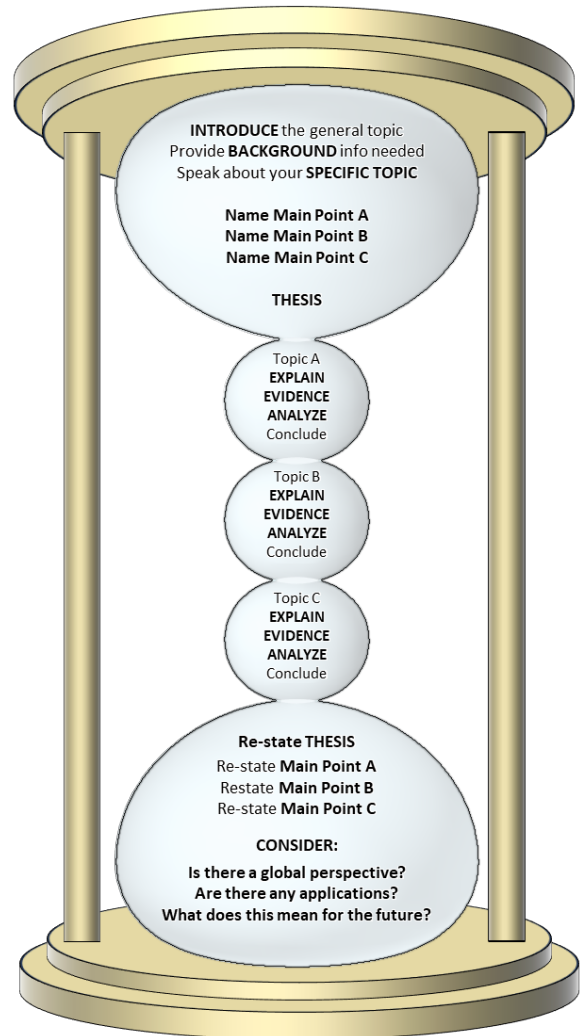 INTRODUCE the general topic
Provide BACKGROUND info needed
Speak about your SPECIFIC TOPIC
Name Main Point A
Name Main Point B
Name Main Point C
THESIS
Topic A
EXPLAIN
EVIDENCE
ANALYZE
Conclude
Topic B
EXPLAIN
EVIDENCE
ANALYZE
Conclude
Topic C
EXPLAIN
EVIDENCE
ANALYZE
Conclude
Re-state THESIS
Re-state Main Point A
Restate Main Point B
Re-state Main Point C
CONSIDER:
Is there a global perspective?
Are there any applications?
What does this mean for the future?